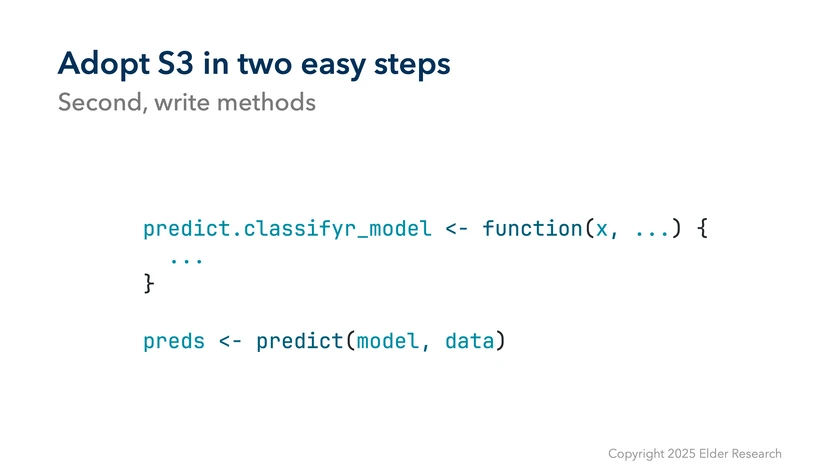 Adopt S3 in two easy steps
Second, write methods
predict.classifyr_model <- function(x, ...) {
  ...
}
preds <- predict(model, data)
Copyright 2025 Elder Research